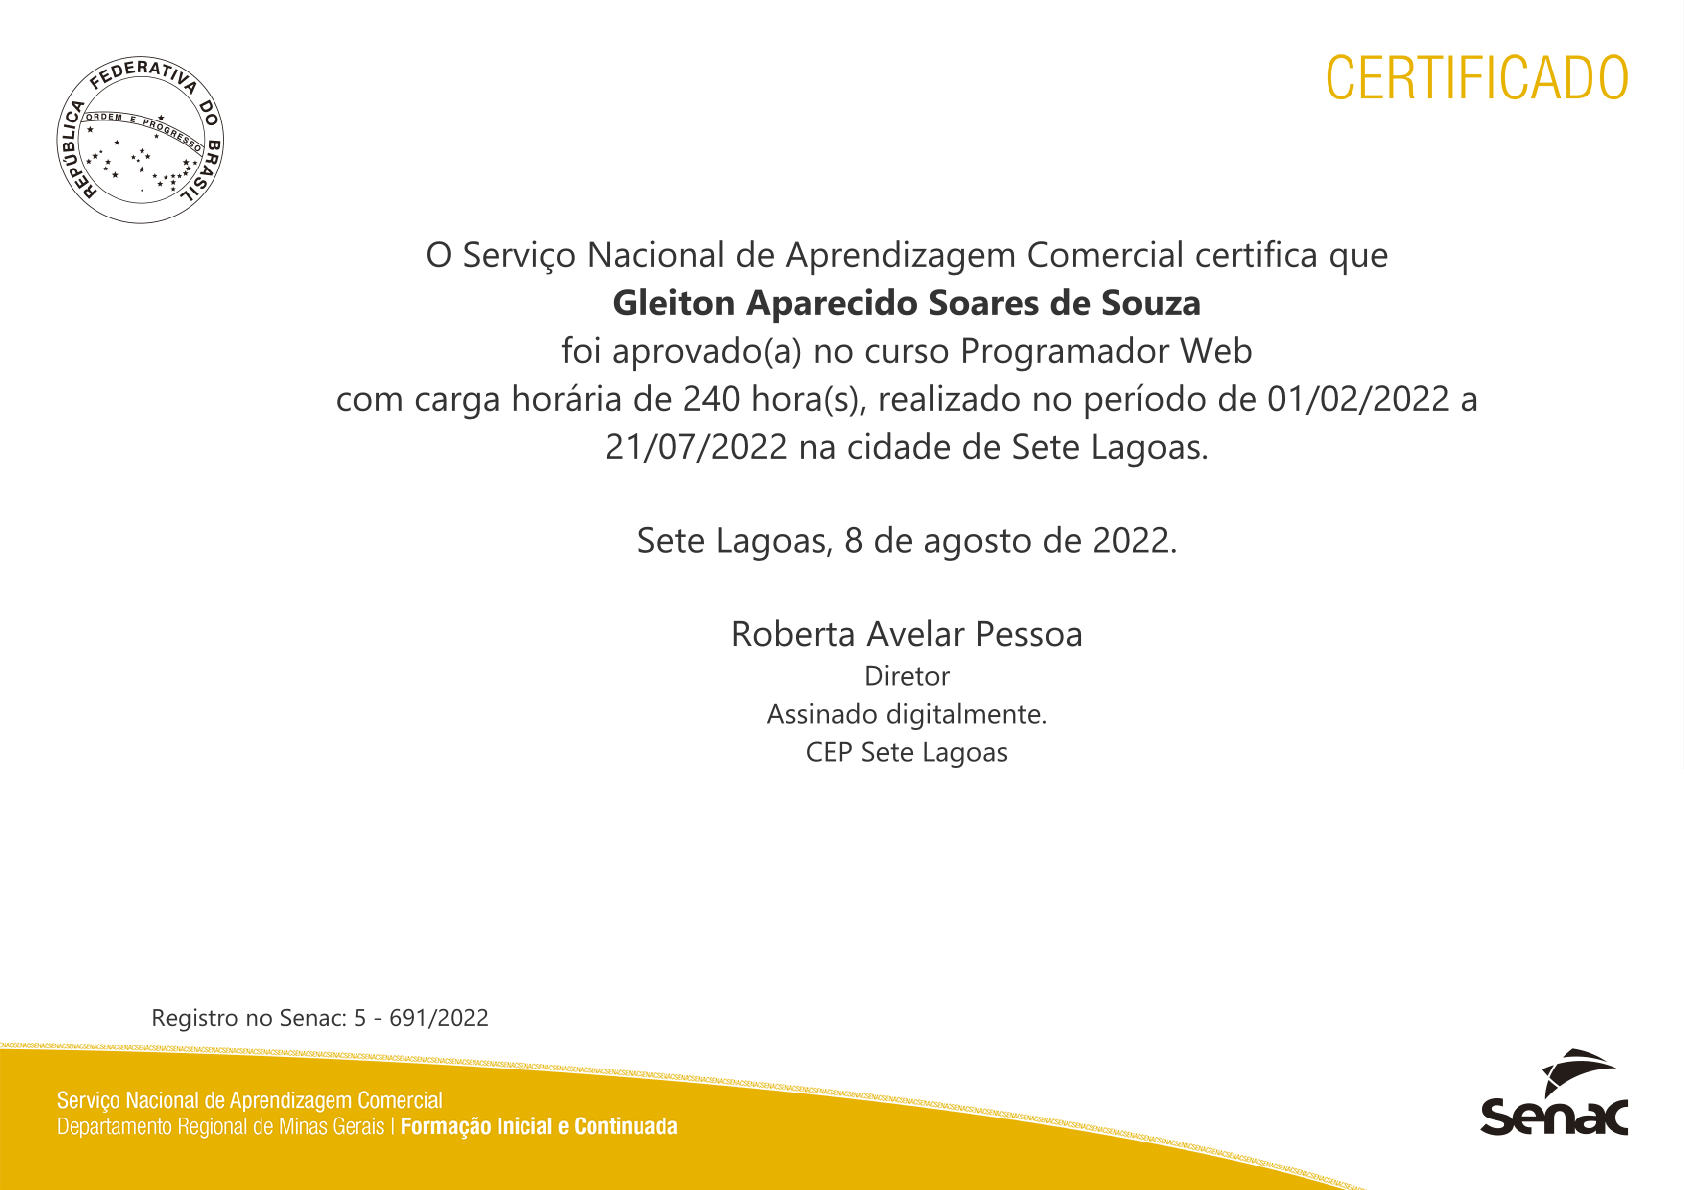 REPÚBLICA FEDERATIVA DO BRASIL
ORDEM E PROGRESSO
CERTIFICADO
O Serviço Nacional de Aprendizagem Comercial certifica que
Gleiton Aparecido Soares de Souza
foi aprovado(a) no curso Programador Web
com carga horária de 240 hora(s), realizado no período de 01/02/2022 a
21/07/2022 na cidade de Sete Lagoas.
Sete Lagoas, 8 de agosto de 2022.
Roberta Avelar Pessoa
Diretor
Assinado digitalmente.
CEP Sete Lagoas
Registro no Senac: 5 - 691/2022
Serviço Nacional de Aprendizagem Comercial
Departamento Regional de Minas Gerais | Formação Inicial e Continuada
Senac